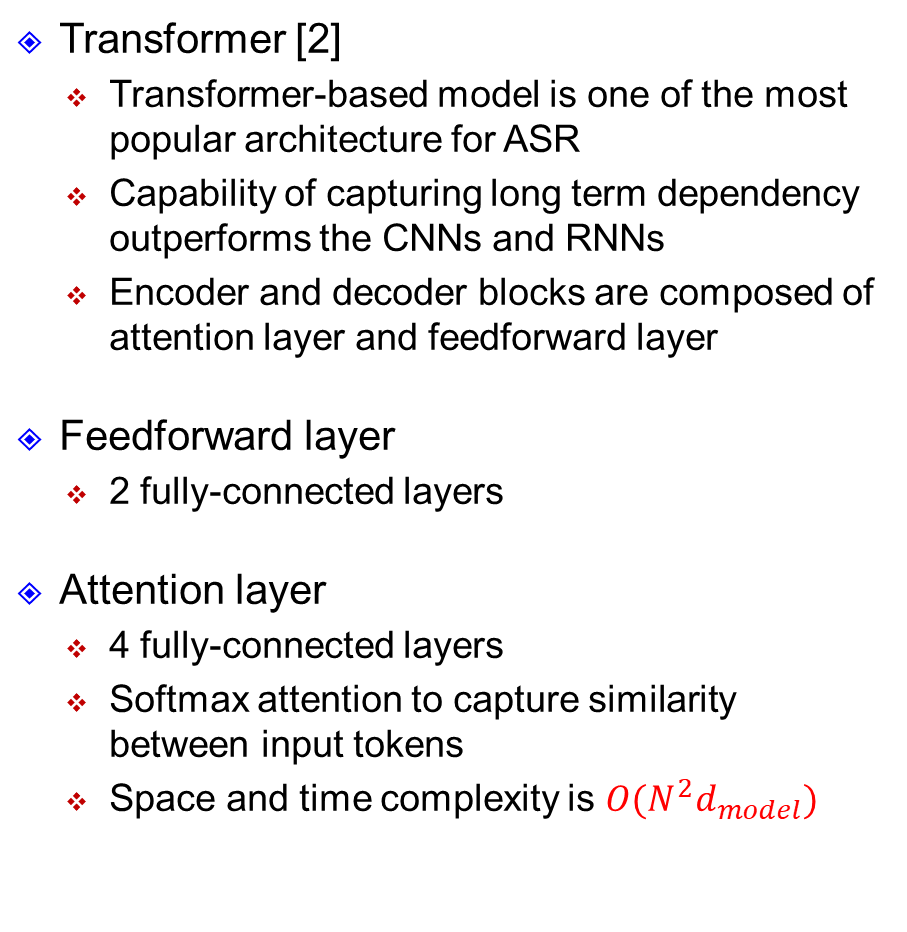 Transformer [2]
Transformer-based model is one of the most
popular architecture for ASR
Capability of capturing long term dependency
outperforms the CNNs and RNNs
Encoder and decoder blocks are composed of
attention layer and feedforward layer
Feedforward layer
2 fully-connected layers
Attention layer
4 fully-connected layers
Softmax attention to capture similarity
between input tokens
Space and time complexity is O(N²d_model)